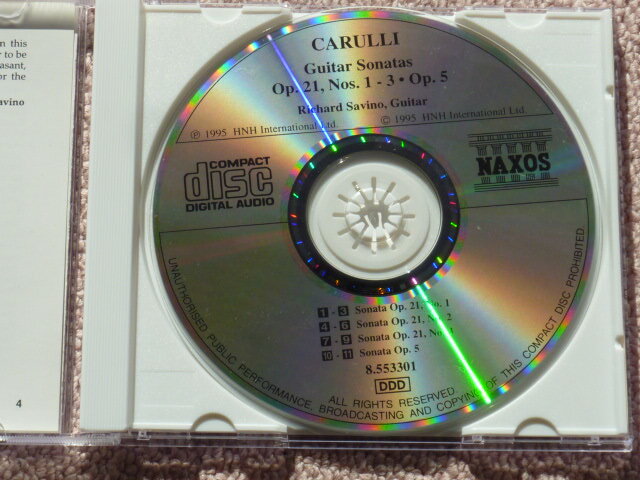 n this
r to be
asant,
or the
avino
4
CARULLI
Guitar Sonatas
Op. 21, Nos. 1 - 3 • Op. 5
Richard Savino, Guitar
℗ 1995 HNH International Ltd.
© 1995 HNH International Ltd.
COMPACT
disc
DIGITAL AUDIO
NAXOS
1 - 3 Sonata Op. 21, No. 1
4 - 6 Sonata Op. 21, No. 2
7 - 9 Sonata Op. 21, No.
10 - 11 Sonata Op. 5
8.553301
DDD
ALL RIGHTS RESERVED.
UNAUTHORISED PUBLIC PERFORMANCE, BROADCASTING AND COPYING OF THIS COMPACT DISC PROHIBITED.